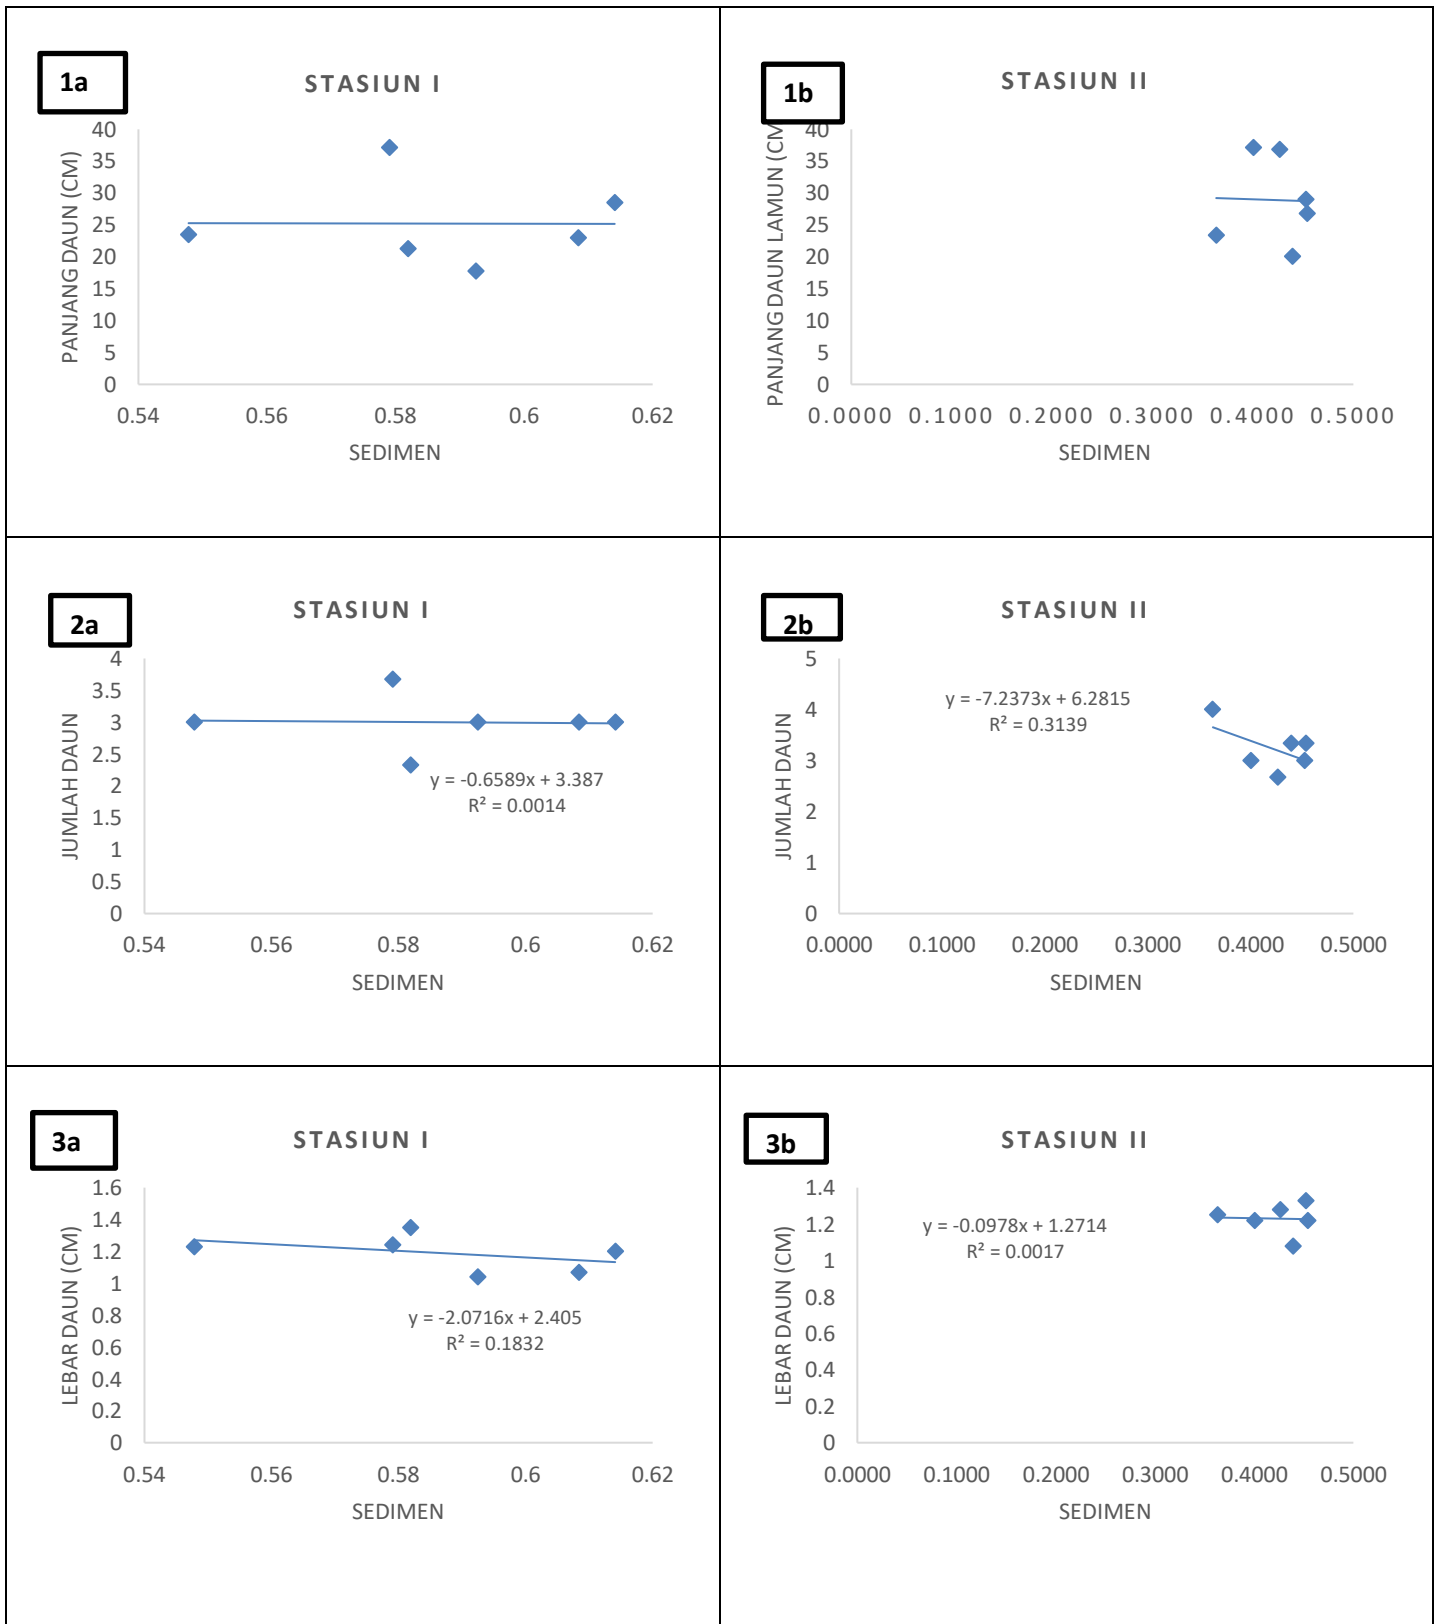 1a
STASIUN I
PANJANG DAUN (CM)
40
35
30
25
20
15
10
5
0
0.54 0.56 0.58 0.6 0.62
SEDIMEN
1b
STASIUN II
PANJANG DAUN LAMUN (CM
40
35
30
25
20
15
10
5
0
0.0000 0.1000 0.2000 0.3000 0.4000 0.5000
SEDIMEN
2a
STASIUN I
JUMLAH DAUN
4
3.5
3
2.5
2
1.5
1
0.5
0
y = -0.6589x + 3.387
R² = 0.0014
0.54 0.56 0.58 0.6 0.62
SEDIMEN
2b
STASIUN II
JUMLAH DAUN
5
4
3
2
1
0
y = -7.2373x + 6.2815
R² = 0.3139
0.0000 0.1000 0.2000 0.3000 0.4000 0.5000
SEDIMEN
3a
STASIUN I
LEBAR DAUN (CM)
1.6
1.4
1.2
1
0.8
0.6
0.4
0.2
0
y = -2.0716x + 2.405
R² = 0.1832
0.54 0.56 0.58 0.6 0.62
SEDIMEN
3b
STASIUN II
LEBAR DAUN (CM)
1.4
1.2
1
0.8
0.6
0.4
0.2
0
y = -0.0978x + 1.2714
R² = 0.0017
0.0000 0.1000 0.2000 0.3000 0.4000 0.5000
SEDIMEN